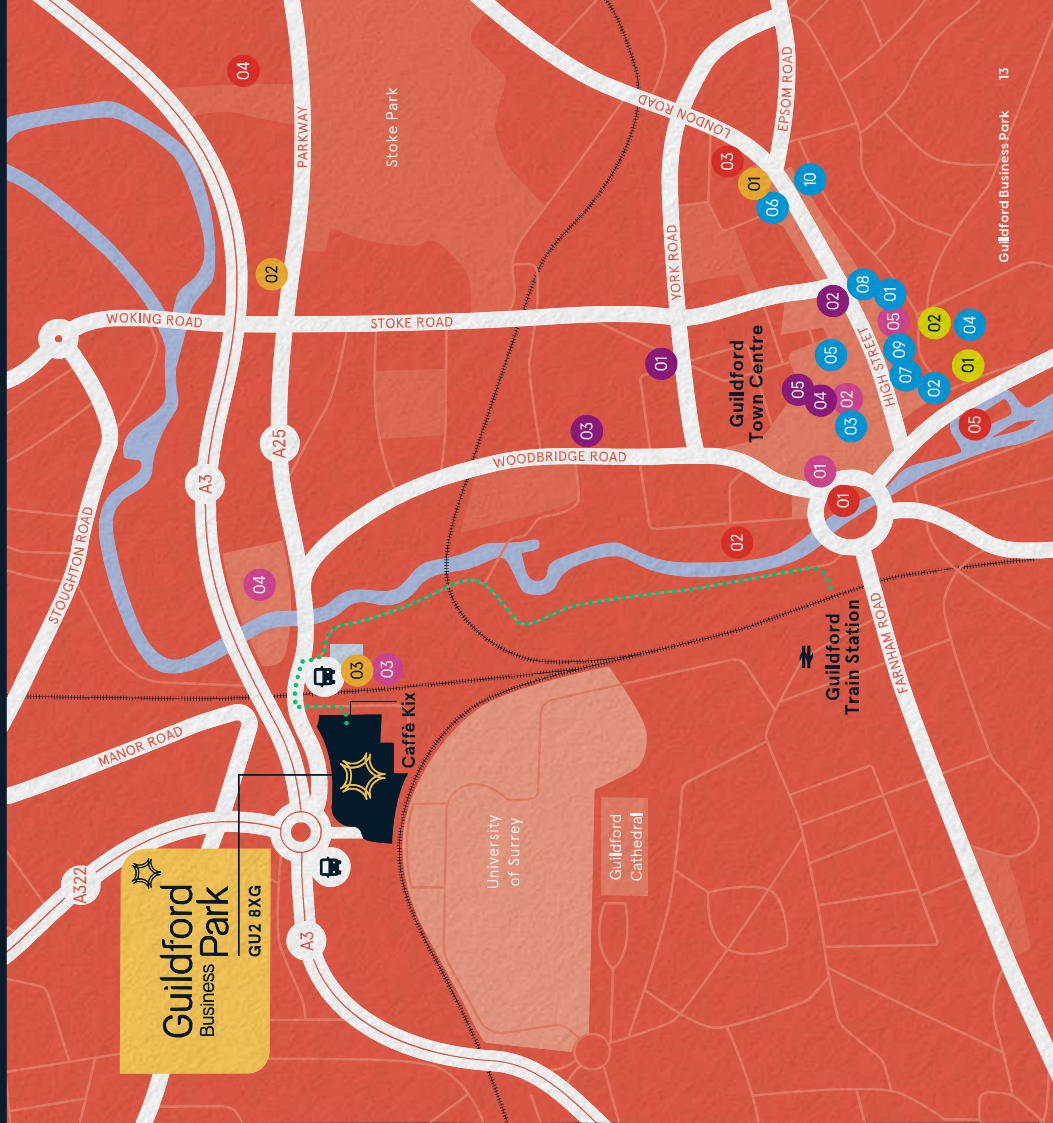 Guildford
Business Park
GU2 8XG
A322
A3
MANOR ROAD
STOUGHTON ROAD
A3
A25
WOKING ROAD
STOKE ROAD
PARKWAY
Stoke Park
LONDON ROAD
EPSOM ROAD
YORK ROAD
WOODBRIDGE ROAD
HIGH STREET
FARNHAM ROAD
Guildford
Town Centre
Guildford
Train Station
Caffè Kix
University
of Surrey
Guildford
Cathedral
04
02
04
03
03
03
01
02
01
02
03
01
06
10
02
08
01
05
02
04
09
07
02
01
05
05
04
02
03
01
05
Guildford Business Park 13